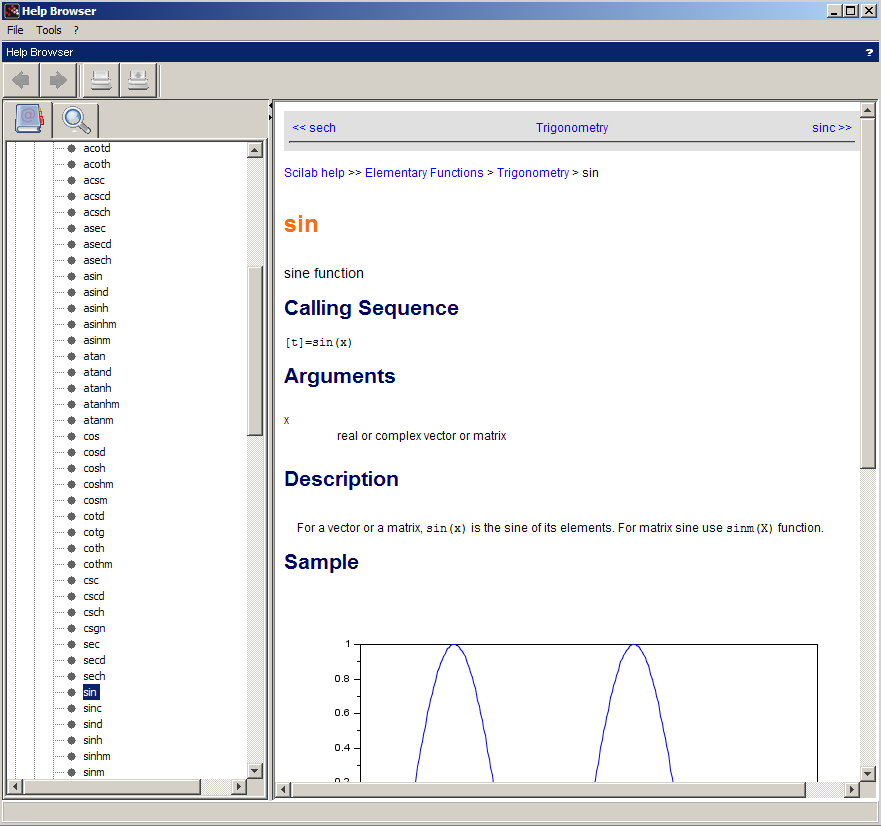 Help Browser
File Tools ?
Help Browser ?
acotd
acoth
acsc
acscd
acsch
asec
asecd
asech
asin
asind
asinh
asinhm
asinm
atan
atand
atanh
atanhm
atanm
cos
cosd
cosh
coshm
cosm
cotd
cotg
coth
cothm
csc
cscd
csch
csgn
sec
secd
sech
sin
sinc
sind
sinh
sinhm
sinm
<< sech Trigonometry sinc >>
Scilab help >> Elementary Functions > Trigonometry > sin
sin
sine function
Calling Sequence
[t]=sin(x)
Arguments
x
real or complex vector or matrix
Description
For a vector or a matrix, sin(x) is the sine of its elements. For matrix sine use sinm(X) function.
Sample
1
0.8
0.6
0.4
0.2